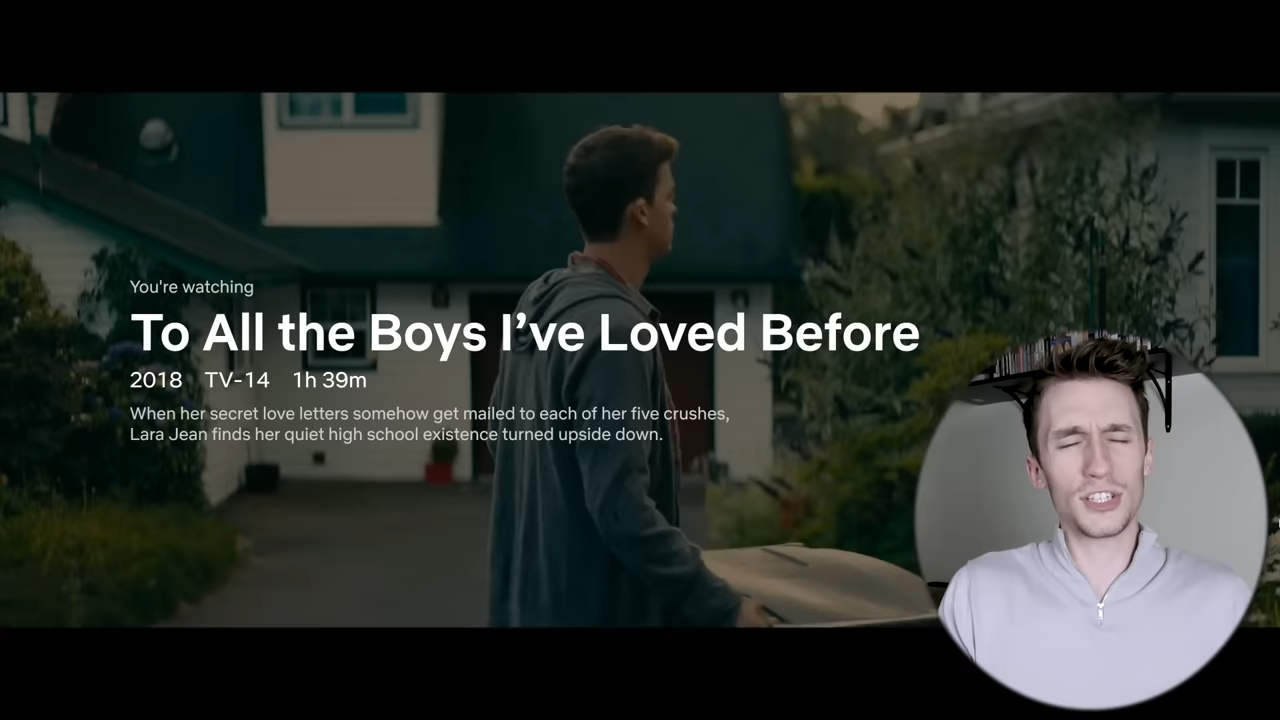 You're watching
To All the Boys I’ve Loved Before
2018 TV-14 1h 39m
When her secret love letters somehow get mailed to each of her five crushes,
Lara Jean finds her quiet high school existence turned upside down.